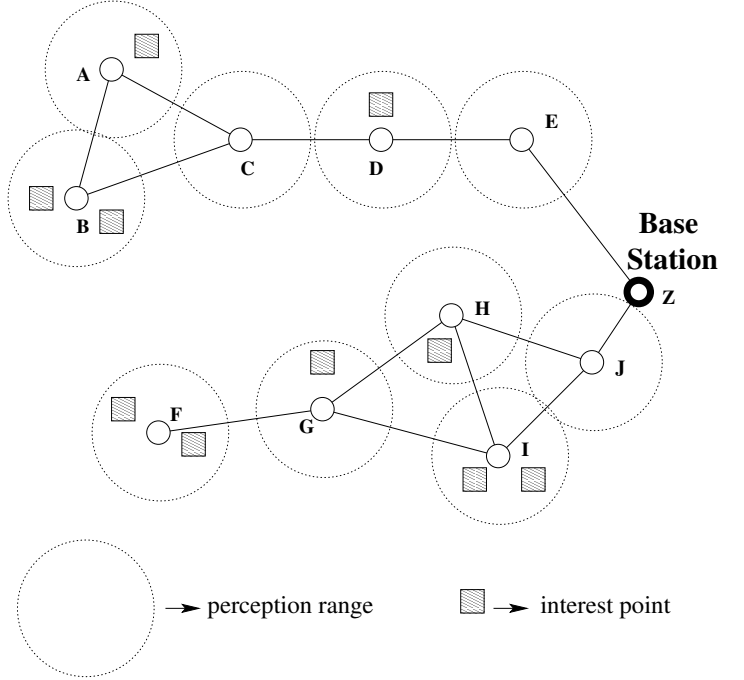 A
E
C
D
B
Base
Station
Z
H
J
F
G
I
perception range
interest point